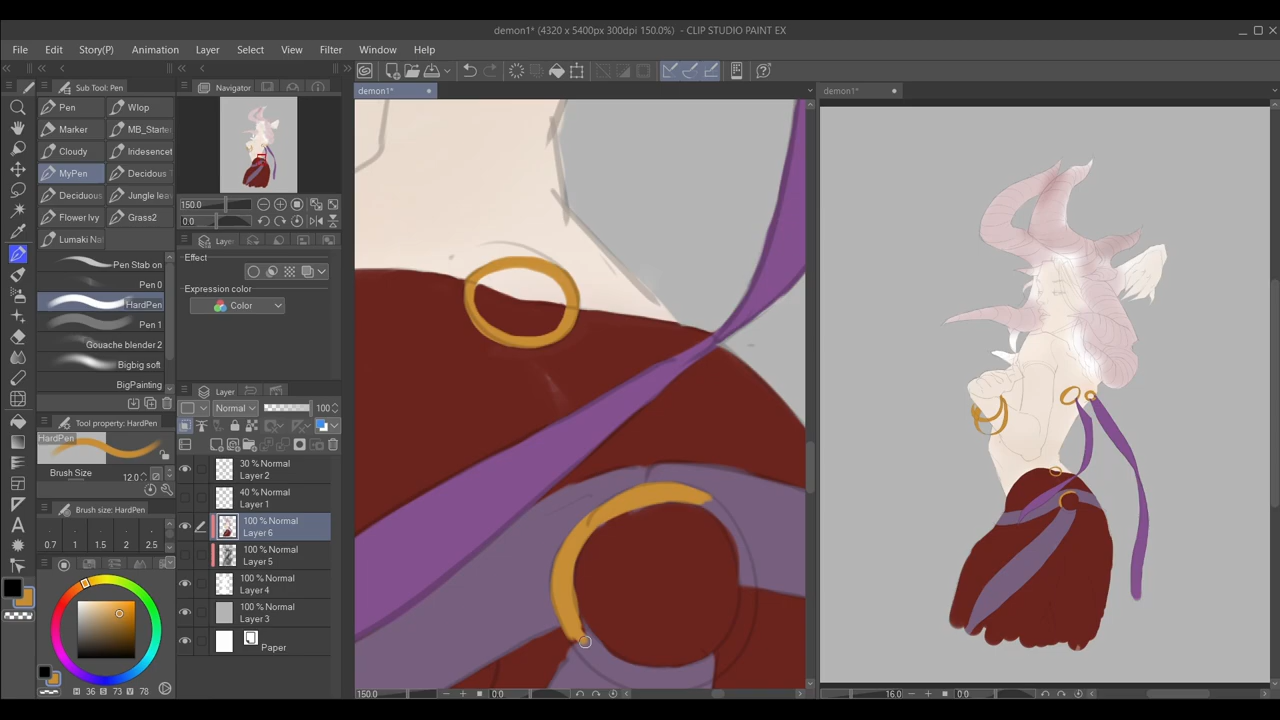 demon1* (4320 x 5400px 300dpi 150.0%) - CLIP STUDIO PAINT EX
File Edit Story(P) Animation Layer Select View Filter Window Help
Sub Tool: Pen
Navigator
demon1*
demon1*
Pen Wlop
Marker MB_Starte
Cloudy Iridesencet
MyPen Decidous
Deciduous Jungle lea
Flower Ivy Grass2
Lumaki Na
150.0
0.0
Layer
Effect
Expression color
Color
Pen Stab on
Pen 0
HardPen
Pen 1
Gouache blender 2
Bigbig soft
BigPainting
Tool property: HardPen
HardPen
Brush Size 12.0
Brush size: HardPen
0.7 1 1.5 2 2.5
H 36 S 73 V 78
Layer
Normal 100
30 % Normal
Layer2
40 % Normal
Layer 1
100 % Normal
Layer 6
100 % Normal
Layer 5
100 % Normal
Layer 4
100 % Normal
Layer 3
Paper
150.0 0.0
16.0 0.0